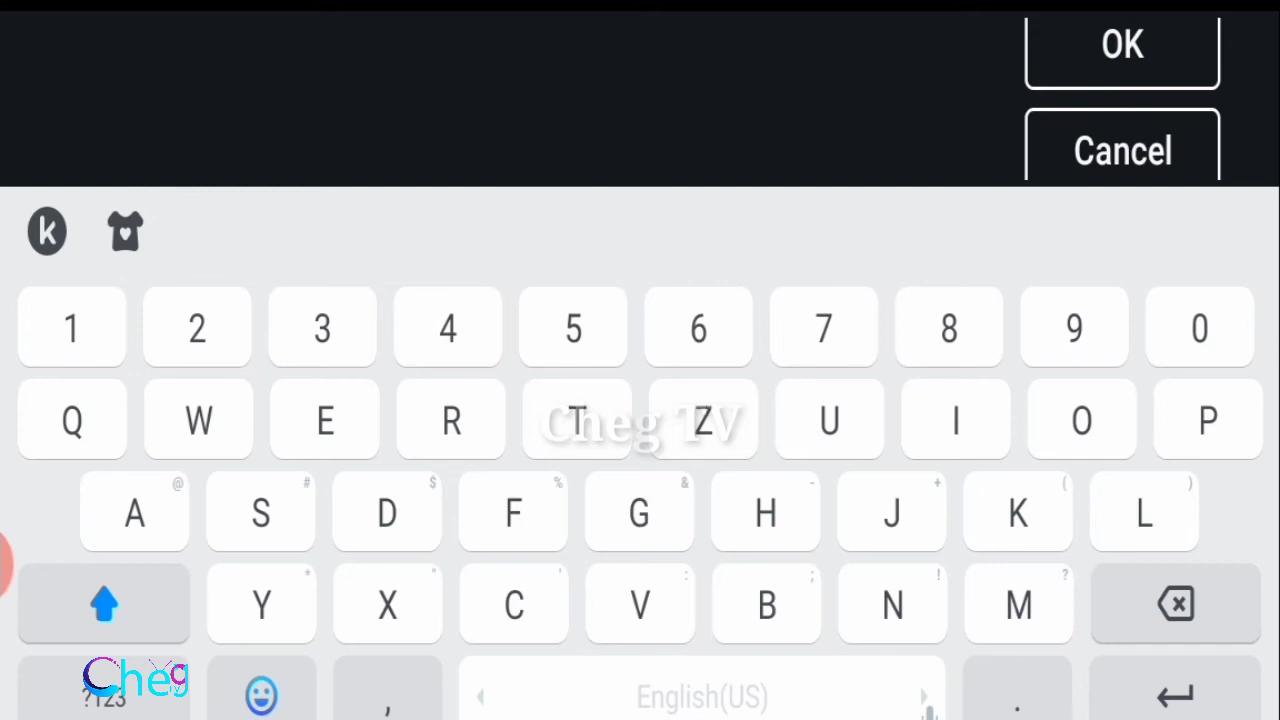 OK
Cancel
k
1 2 3 4 5 6 7 8 9 0
Q W E R T Z U I O P
Cheg TV
A @ S # D $ F % G & H - J + K ( L )
Y * X " C ' V : B ; N ! M ?
?123 , English(US) .
Cheg